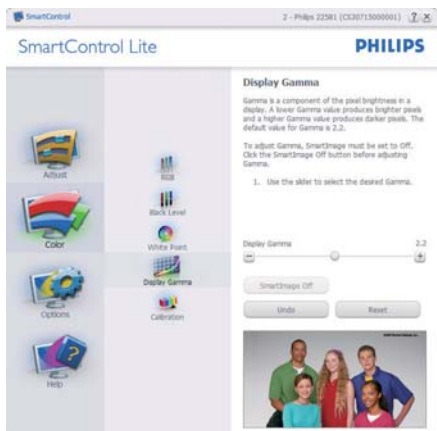 SmartControl
2 - Philips 225B1 (CS30715000001)
SmartControl Lite
PHILIPS
Adjust
Color
Options
Help
RGB
Black Level
White Point
Display Gamma
Calibration
Display Gamma
Gamma is a component of the pixel brightness in a
display. A lower Gamma value produces brighter pixels
and a higher Gamma value produces darker pixels. The
default value for Gamma is 2.2.
To adjust Gamma, SmartImage must be set to Off.
Click the SmartImage Off button before adjusting
Gamma.
1. Use the slider to select the desired Gamma.
Display Gamma
2.2
SmartImage Off
Undo
Reset